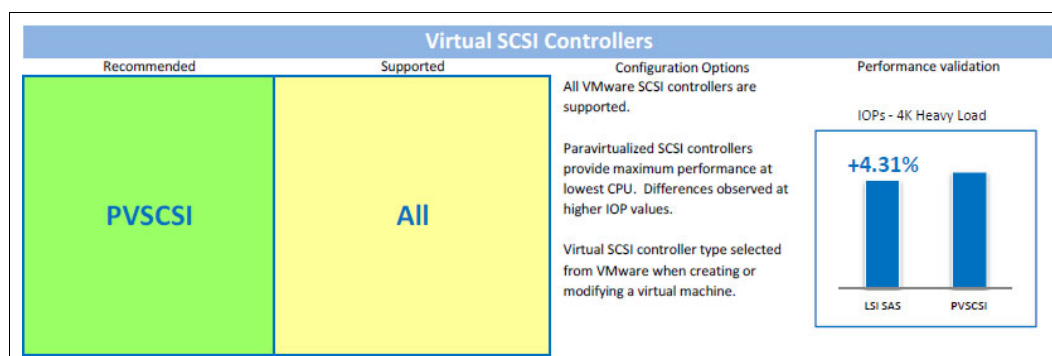 Virtual SCSI Controllers
Recommended
Supported
Configuration Options
Performance validation
PVSCSI
All
All VMware SCSI controllers are
supported.
Paravirtualized SCSI controllers
provide maximum performance at
lowest CPU. Differences observed at
higher IOP values.
Virtual SCSI controller type selected
from VMware when creating or
modifying a virtual machine.
IOPs - 4K Heavy Load
+4.31%
LSI SAS
PVSCSI